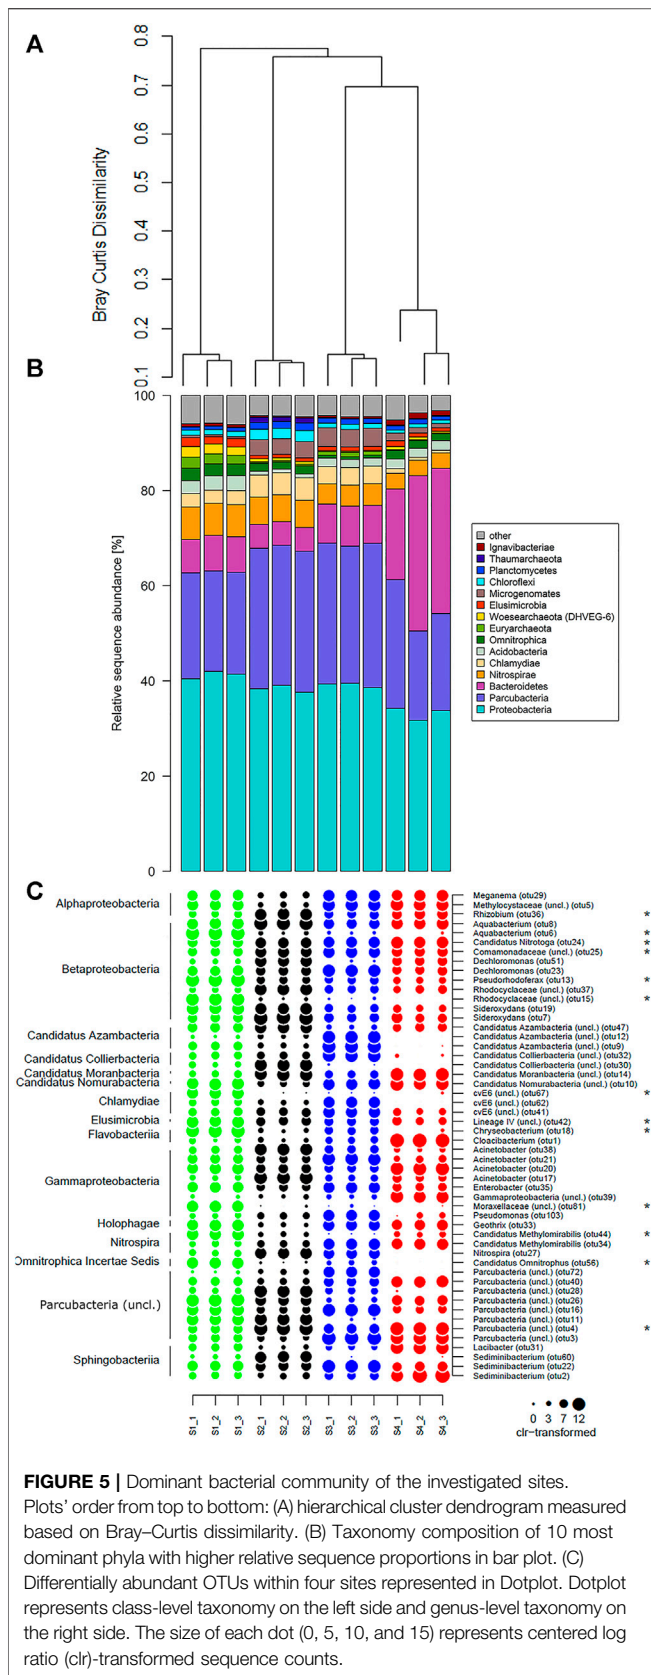 A
Bray Curtis Dissimilarity
0.8
0.7
0.6
0.5
0.4
0.3
0.2
0.1
B
Relative sequence abundance [%]
100
80
60
40
20
0
other
Ignavibacteriae
Thaumarchaeota
Planctomycetes
Chloroflexi
Microgenomates
Elusimicrobia
Woesearchaeota (DHVEG-6)
Euryarchaeota
Omnitrophica
Acidobacteria
Chlamydiae
Nitrospirae
Bacteroidetes
Parcubacteria
Proteobacteria
C
Alphaproteobacteria
Betaproteobacteria
Candidatus Azambacteria
Candidatus Collierbacteria
Candidatus Moranbacteria
Candidatus Nomurabacteria
Chlamydiae
Elusimicrobia
Flavobacteriia
Gammaproteobacteria
Holophagae
Nitrospira
Omnitrophica Incertae Sedis
Parcubacteria (uncl.)
Sphingobacteriia
Meganema (otu29)
Methylocystaceae (uncl.) (otu5)
Rhizobium (otu36) *
Aquabacterium (otu8)
Aquabacterium (otu6) *
Candidatus Nitrotoga (otu24) *
Comamonadaceae (uncl.) (otu25) *
Dechloromonas (otu51)
Dechloromonas (otu23)
Pseudorhodoferax (otu13) *
Rhodocyclaceae (uncl.) (otu37)
Rhodocyclaceae (uncl.) (otu15) *
Sideroxydans (otu19)
Sideroxydans (otu7)
Candidatus Azambacteria (uncl.) (otu47)
Candidatus Azambacteria (uncl.) (otu12)
Candidatus Azambacteria (uncl.) (otu9)
Candidatus Collierbacteria (uncl.) (otu32)
Candidatus Collierbacteria (uncl.) (otu30)
Candidatus Moranbacteria (uncl.) (otu14)
Candidatus Nomurabacteria (uncl.) (otu10)
cvE6 (uncl.) (otu67) *
cvE6 (uncl.) (otu62)
cvE6 (uncl.) (otu41)
Lineage IV (uncl.) (otu42) *
Chryseobacterium (otu18) *
Cloacibacterium (otu1)
Acinetobacter (otu38)
Acinetobacter (otu21)
Acinetobacter (otu20)
Acinetobacter (otu17)
Enterobacter (otu35)
Gammaproteobacteria (uncl.) (otu39)
Moraxellaceae (uncl.) (otu81) *
Pseudomonas (otu103)
Geothrix (otu33)
Candidatus Methylomirabilis (otu44) *
Candidatus Methylomirabilis (otu34)
Nitrospira (otu27)
Candidatus Omnitrophus (otu56) *
Parcubacteria (uncl.) (otu72)
Parcubacteria (uncl.) (otu40)
Parcubacteria (uncl.) (otu28)
Parcubacteria (uncl.) (otu26)
Parcubacteria (uncl.) (otu16)
Parcubacteria (uncl.) (otu11)
Parcubacteria (uncl.) (otu4) *
Parcubacteria (uncl.) (otu3)
Lacibacter (otu31)
Sediminibacterium (otu60)
Sediminibacterium (otu22)
Sediminibacterium (otu2)
S1_1
S1_2
S1_3
S2_1
S2_2
S2_3
S3_1
S3_2
S3_3
S4_1
S4_2
S4_3
0 3 7 12
clr-transformed
FIGURE 5 | Dominant bacterial community of the investigated sites.
Plots' order from top to bottom: (A) hierarchical cluster dendrogram measured
based on Bray–Curtis dissimilarity. (B) Taxonomy composition of 10 most
dominant phyla with higher relative sequence proportions in bar plot. (C)
Differentially abundant OTUs within four sites represented in Dotplot. Dotplot
represents class-level taxonomy on the left side and genus-level taxonomy on
the right side. The size of each dot (0, 5, 10, and 15) represents centered log
ratio (clr)-transformed sequence counts.